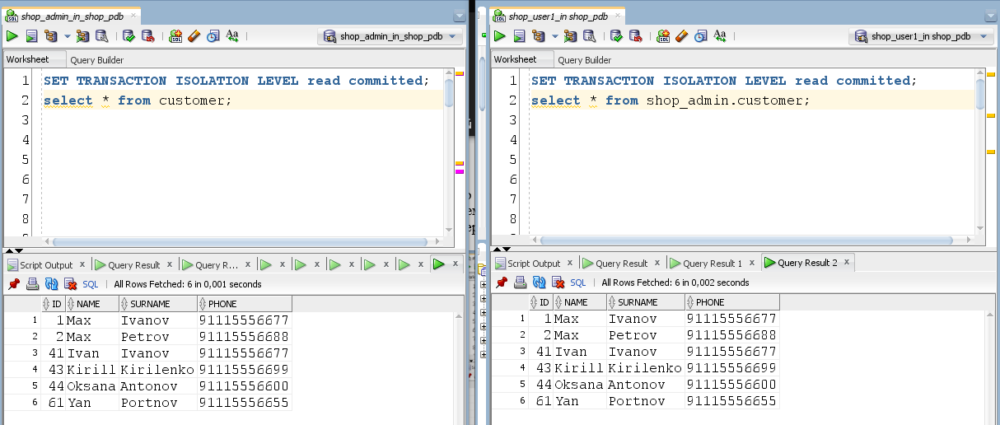 shop_admin_in_shop_pdb
shop_admin_in_shop_pdb
Worksheet Query Builder
1 SET TRANSACTION ISOLATION LEVEL read committed;
2 select * from customer;
3
4
5
6
7
8
Script Output Query Result Query R...
SQL All Rows Fetched: 6 in 0,001 seconds
ID NAME SURNAME PHONE
1 1 Max Ivanov 91115556677
2 2 Max Petrov 91115556688
3 41 Ivan Ivanov 91115556677
4 43 Kirill Kirilenko 91115556699
5 44 Oksana Antonov 91115556600
6 61 Yan Portnov 91115556655
shop_user1_in shop_pdb
shop_user1_in shop_pdb
Worksheet Query Builder
1 SET TRANSACTION ISOLATION LEVEL read committed;
2 select * from shop_admin.customer;
3
4
5
6
7
8
Script Output Query Result Query Result 1 Query Result 2
SQL All Rows Fetched: 6 in 0,002 seconds
ID NAME SURNAME PHONE
1 1 Max Ivanov 91115556677
2 2 Max Petrov 91115556688
3 41 Ivan Ivanov 91115556677
4 43 Kirill Kirilenko 91115556699
5 44 Oksana Antonov 91115556600
6 61 Yan Portnov 91115556655